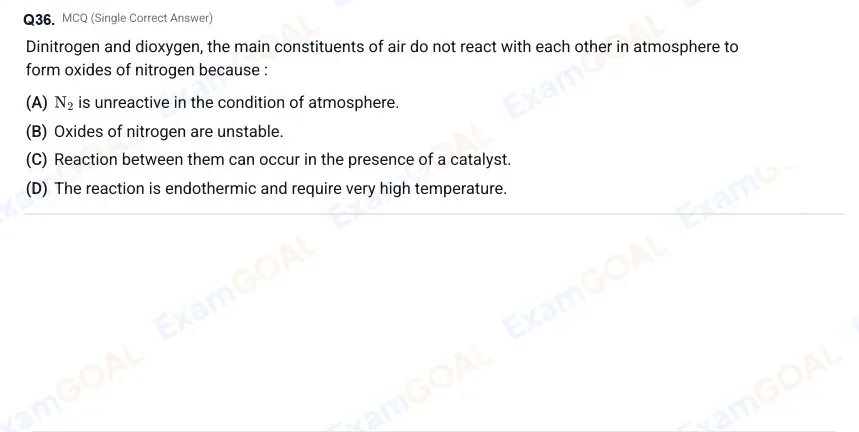 Q36. MCQ (Single Correct Answer)
Dinitrogen and dioxygen, the main constituents of air do not react with each other in atmosphere to
form oxides of nitrogen because :
(A) N₂ is unreactive in the condition of atmosphere.
(B) Oxides of nitrogen are unstable.
(C) Reaction between them can occur in the presence of a catalyst.
(D) The reaction is endothermic and require very high temperature.
ExamGOAL
ExamGOAL
ExamGOAL
ExamGOAL